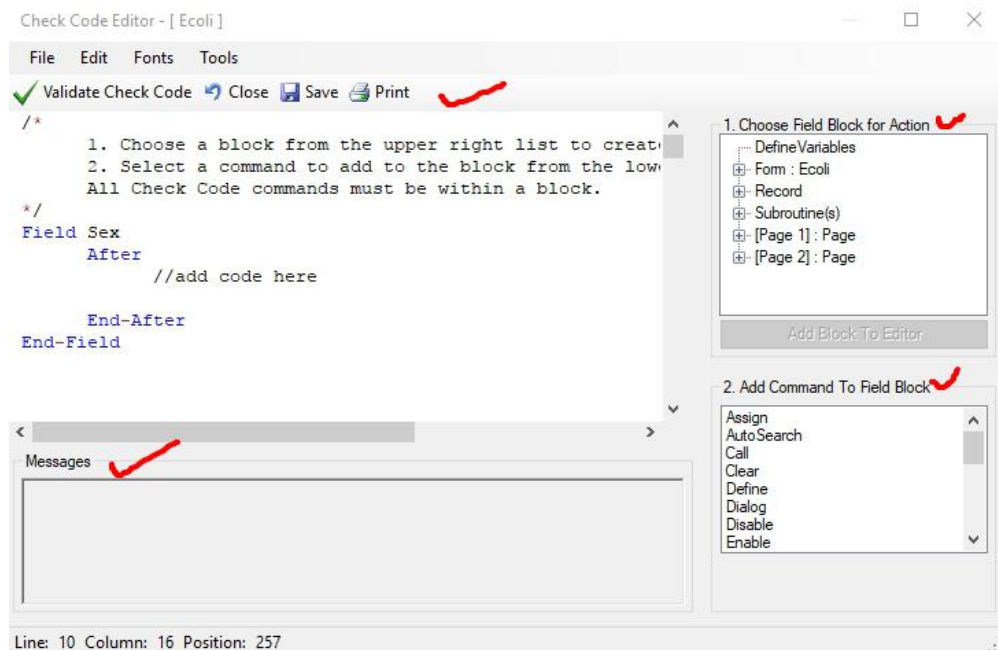 Check Code Editor - [ Ecoli ]
File Edit Fonts Tools
Validate Check Code Close Save Print
/*
1. Choose a block from the upper right list to creat
2. Select a command to add to the block from the low
All Check Code commands must be within a block.
*/
Field Sex
After
//add code here
End-After
End-Field
Messages
Line: 10 Column: 16 Position: 257
1. Choose Field Block for Action
DefineVariables
Form : Ecoli
Record
Subroutine(s)
[Page 1] : Page
[Page 2] : Page
Add Block To Editor
2. Add Command To Field Block
Assign
AutoSearch
Call
Clear
Define
Dialog
Disable
Enable